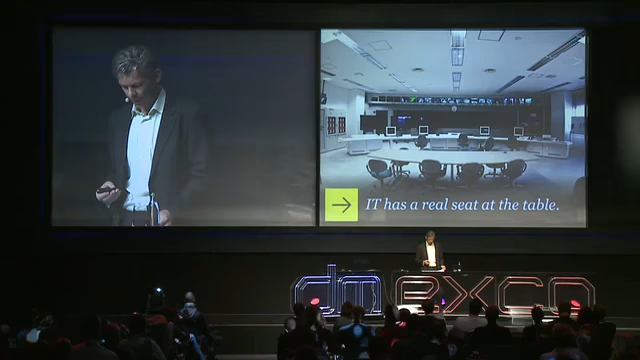 IT has a real seat at the table.
dmexco